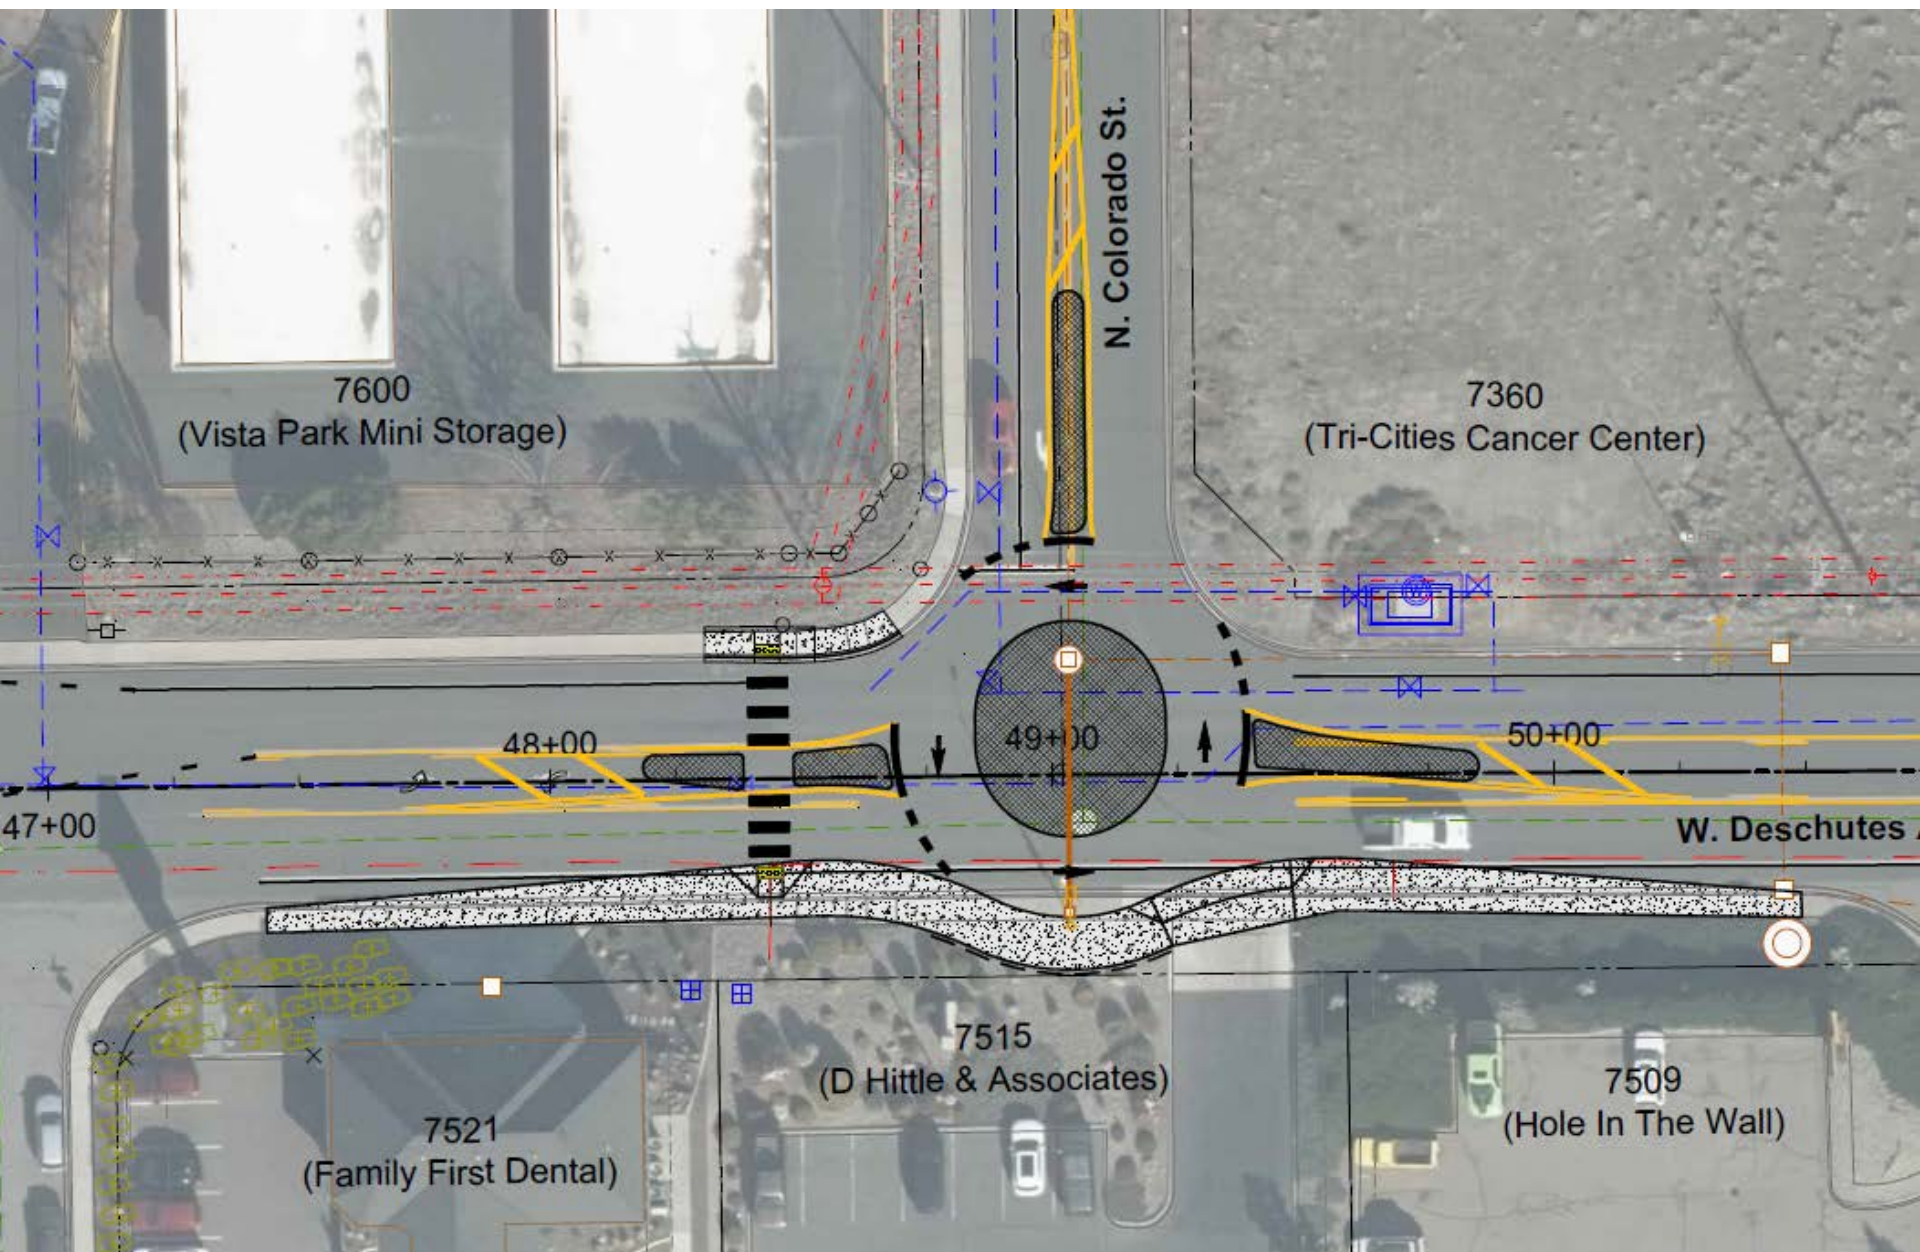 N. Colorado St.
7600
(Vista Park Mini Storage)
7360
(Tri-Cities Cancer Center)
48+00
49+00
50+00
47+00
W. Deschutes
7515
(D Hittle & Associates)
7521
(Family First Dental)
7509
(Hole In The Wall)